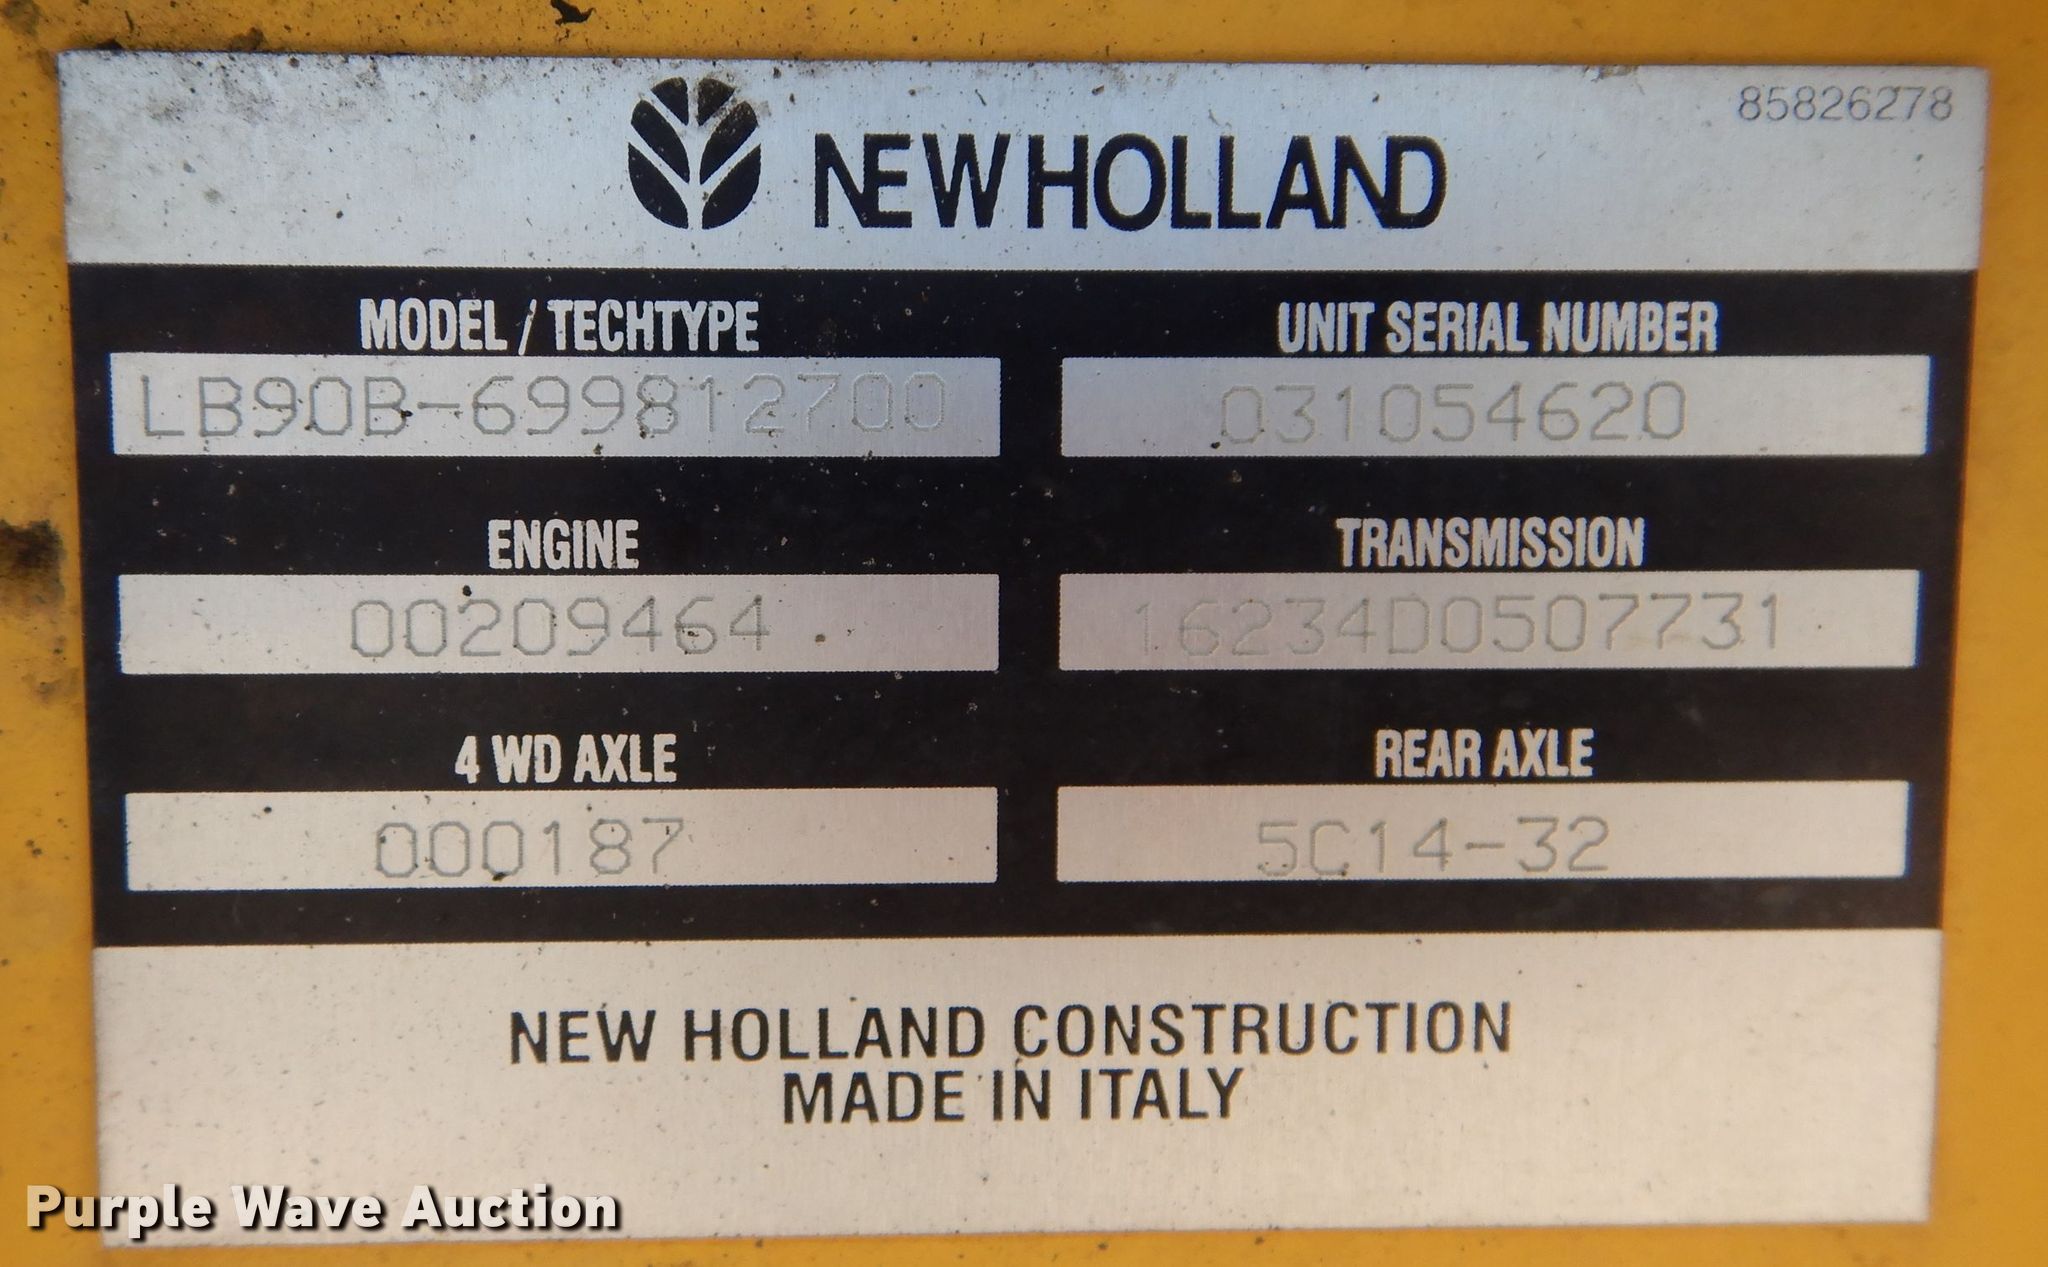 85826278
NEW HOLLAND
MODEL / TECHTYPE
LB90B-699812700
UNIT SERIAL NUMBER
031054620
ENGINE
00209464
TRANSMISSION
16234D0507731
4 WD AXLE
000187
REAR AXLE
5C14-32
NEW HOLLAND CONSTRUCTION
MADE IN ITALY
Purple Wave Auction